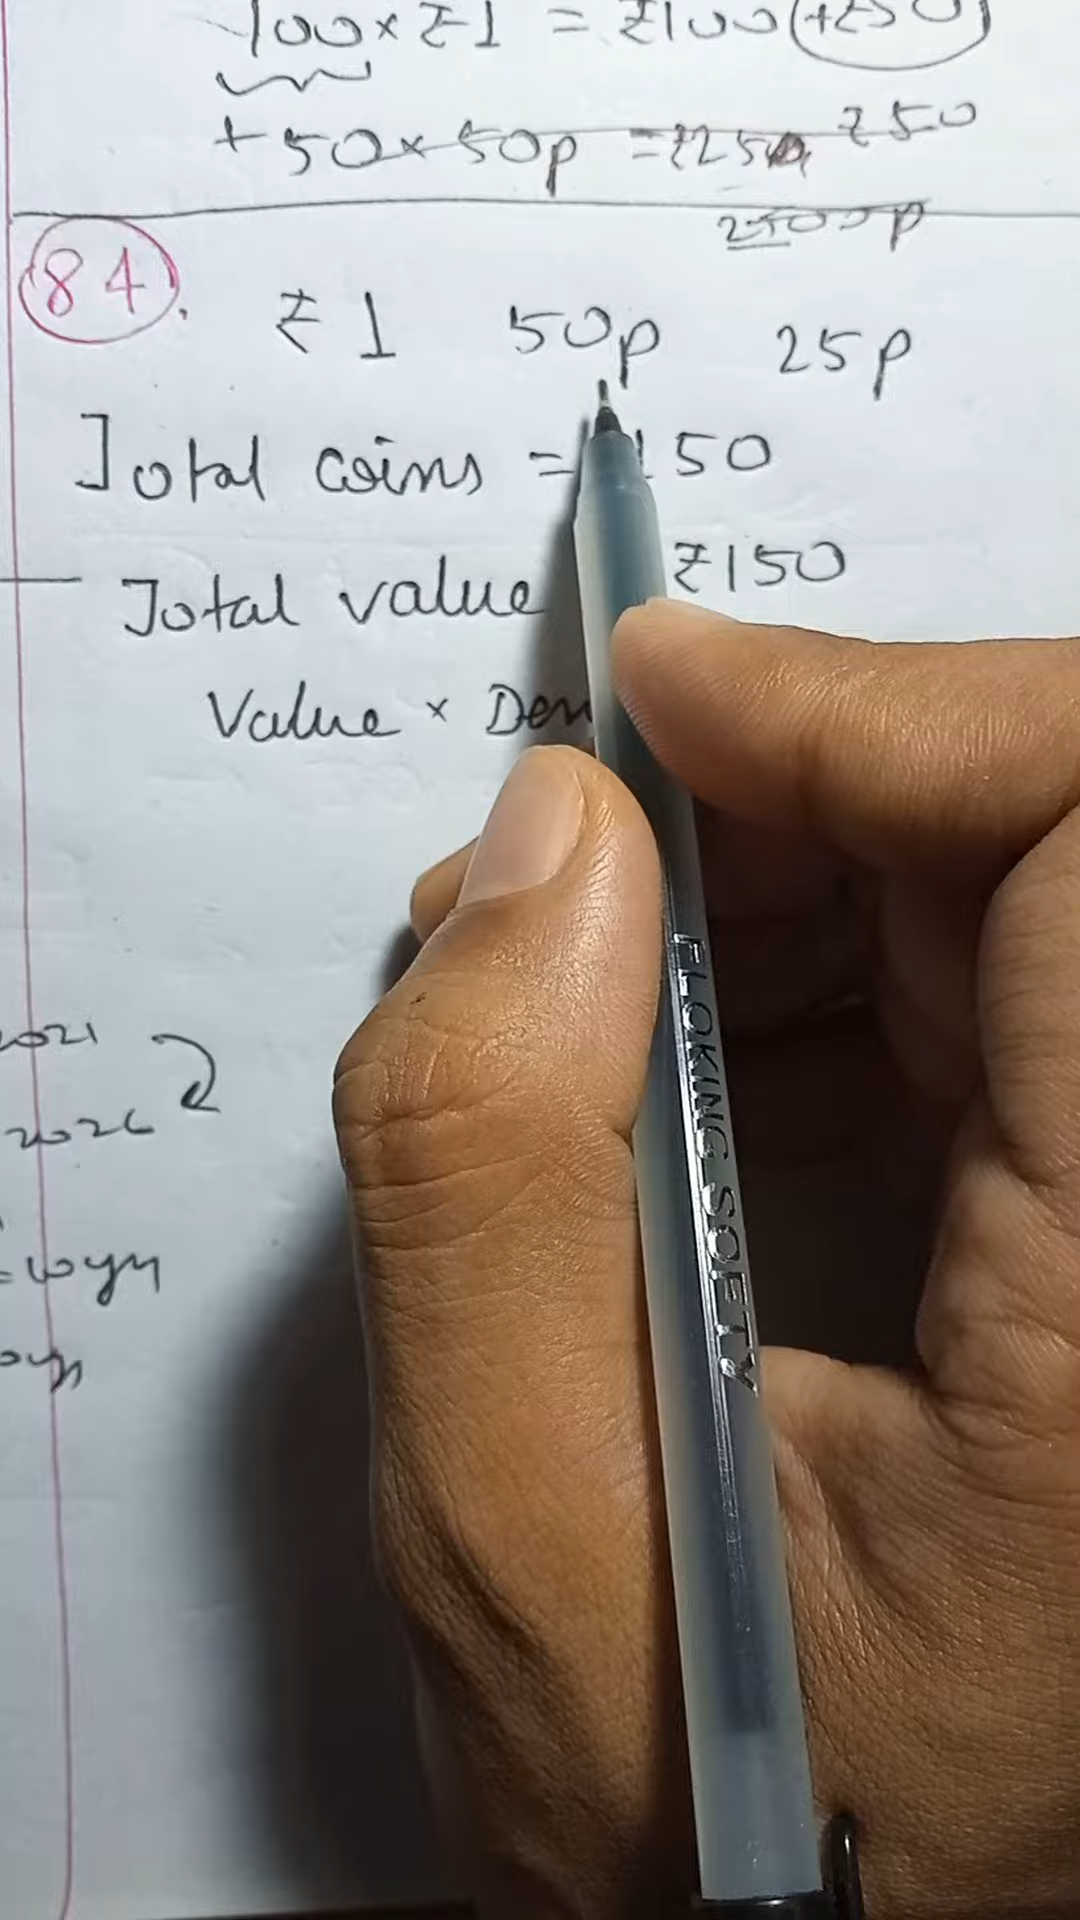 100 × ₹1 = ₹100 (+₹50)
+ 50 × 50p = ₹25 ₹50
2500p
84.
₹1 50p 25p
Total coins = 150
Total value ₹150
Value × Den
2021
2026
FLOKING SOFTY